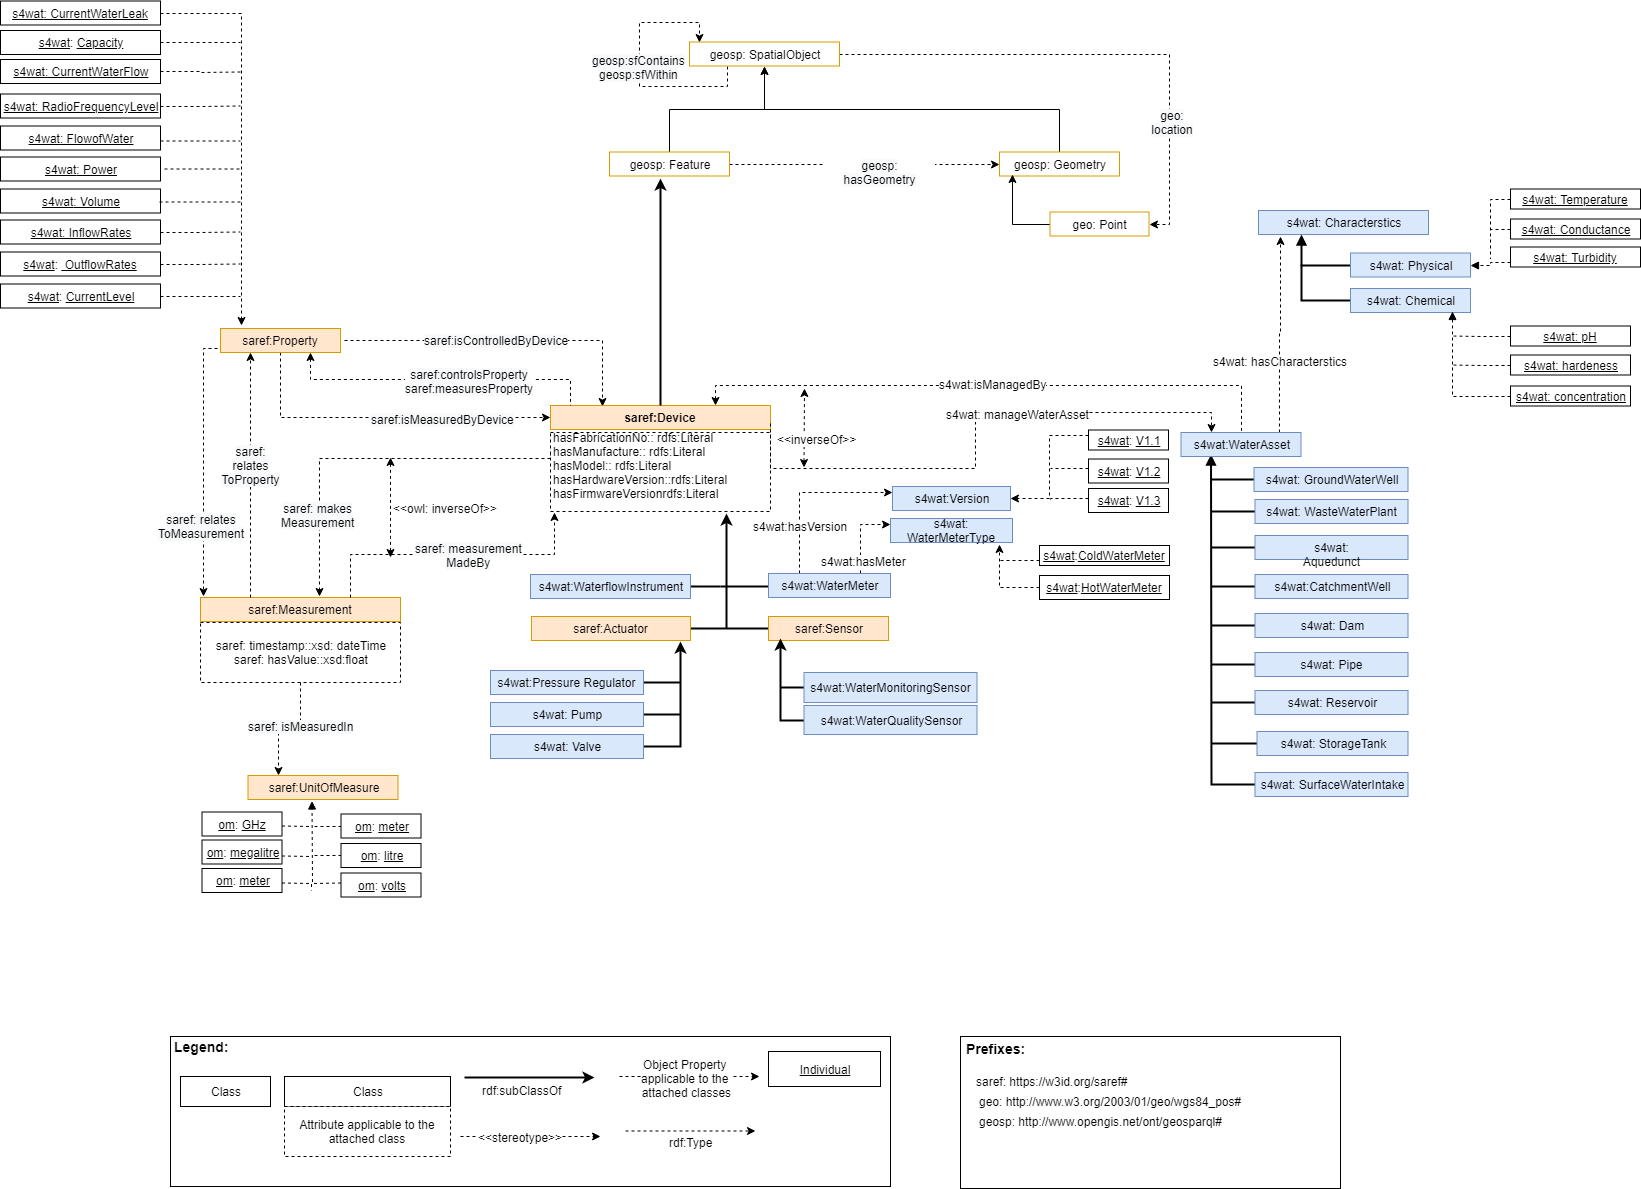 s4wat: CurrentWaterLeak
s4wat: Capacity
s4wat: CurrentWaterFlow
s4wat: RadioFrequencyLevel
s4wat: FlowofWater
s4wat: Power
s4wat: Volume
s4wat: InflowRates
s4wat: OutflowRates
s4wat: CurrentLevel
geosp: SpatialObject
geosp:sfContains
geosp:sfWithin
geo:
location
geosp: Feature
geosp:
hasGeometry
geosp: Geometry
geo: Point
s4wat: Characterstics
s4wat: Physical
s4wat: Chemical
s4wat: Temperature
s4wat: Conductance
s4wat: Turbidity
s4wat: pH
s4wat: hardeness
s4wat: concentration
s4wat: hasCharacterstics
saref:Property
saref:isControlledByDevice
saref:controlsProperty
saref:measuresProperty
saref:isMeasuredByDevice
saref:
relates
ToProperty
saref: relates
ToMeasurement
saref: makes
Measurement
<<owl: inverseOf>>
saref: measurement
MadeBy
saref:Device
hasFabricationNo:: rdfs:Literal
hasManufacture:: rdfs:Literal
hasModel:: rdfs:Literal
hasHardwareVersion::rdfs:Literal
hasFirmwareVersionrdfs:Literal
s4wat:isManagedBy
s4wat: manageWaterAsset
<<inverseOf>>
s4wat: V1.1
s4wat: V1.2
s4wat: V1.3
s4wat:Version
s4wat:
WaterMeterType
s4wat:hasVersion
s4wat:hasMeter
s4wat:ColdWaterMeter
s4wat:HotWaterMeter
s4wat:WaterflowInstrument
s4wat:WaterMeter
saref:Actuator
saref:Sensor
s4wat:Pressure Regulator
s4wat: Pump
s4wat: Valve
s4wat:WaterMonitoringSensor
s4wat:WaterQualitySensor
s4wat:WaterAsset
s4wat: GroundWaterWell
s4wat: WasteWaterPlant
s4wat:
Aquedunct
s4wat:CatchmentWell
s4wat: Dam
s4wat: Pipe
s4wat: Reservoir
s4wat: StorageTank
s4wat: SurfaceWaterIntake
saref:Measurement
saref: timestamp::xsd: dateTime
saref: hasValue::xsd:float
saref: isMeasuredIn
saref:UnitOfMeasure
om: GHz
om: meter
om: megalitre
om: litre
om: meter
om: volts
Legend:
Class
Class
Attribute applicable to the
attached class
rdf:subClassOf
<<stereotype>>
Object Property
applicable to the
attached classes
rdf:Type
Individual
Prefixes:
saref: https://w3id.org/saref#
geo: http://www.w3.org/2003/01/geo/wgs84_pos#
geosp: http://www.opengis.net/ont/geosparql#